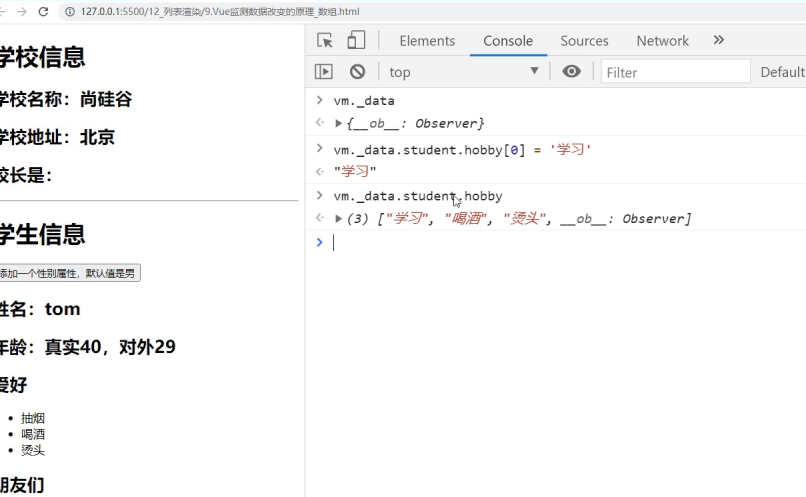 127.0.0.1:5500/12_列表渲染/9.Vue监测数据改变的原理_数组.html
Elements Console Sources Network
top Filter Default
学校信息
学校名称：尚硅谷
学校地址：北京
校长是：
学生信息
添加一个性别属性，默认值是男
姓名：tom
年龄：真实40，对外29
爱好
抽烟
喝酒
烫头
朋友们
vm._data
{__ob__: Observer}
vm._data.student.hobby[0] = '学习'
"学习"
vm._data.student.hobby
(3) ["学习", "喝酒", "烫头", __ob__: Observer]